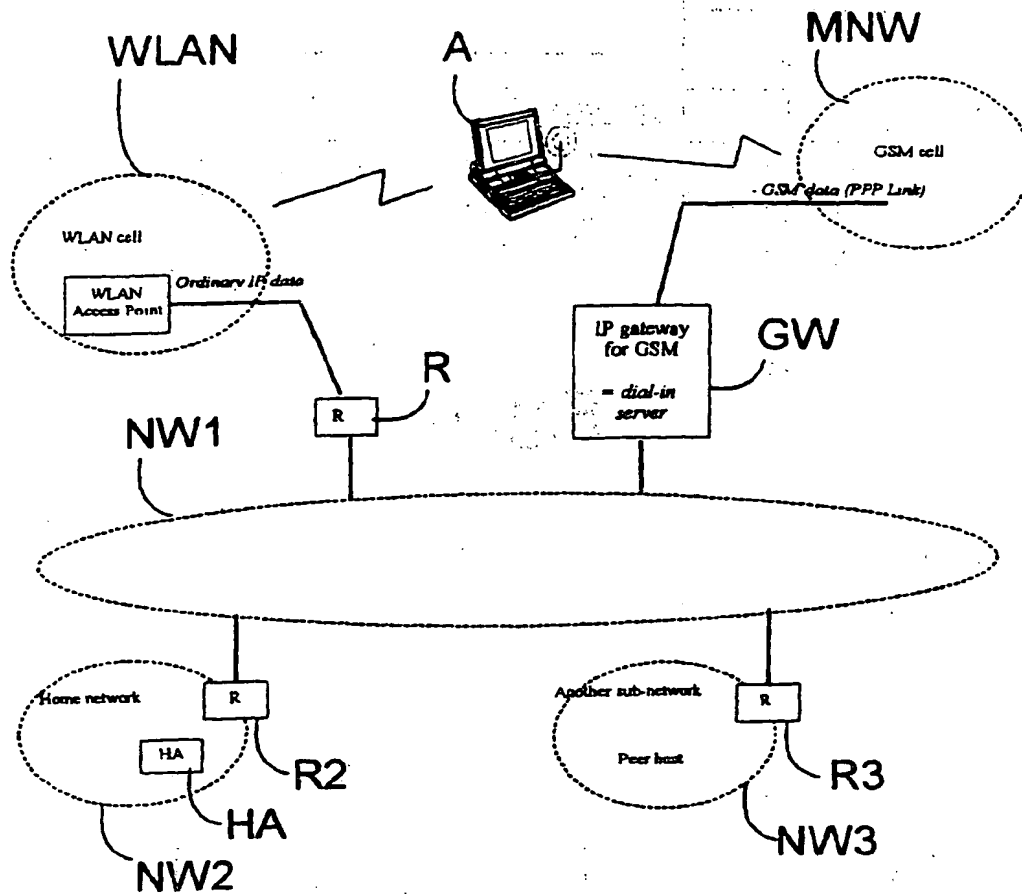 WLAN
A
MNW
GSM cell
- GSM data (PPP Link)
WLAN cell
WLAN
Access Point
Ordinary IP data
IP gateway
for GSM
= dial-in
server
GW
R
R
NW1
Home network
R
HA
R2
HA
NW2
Another sub-network
R
Peer host
R3
NW3